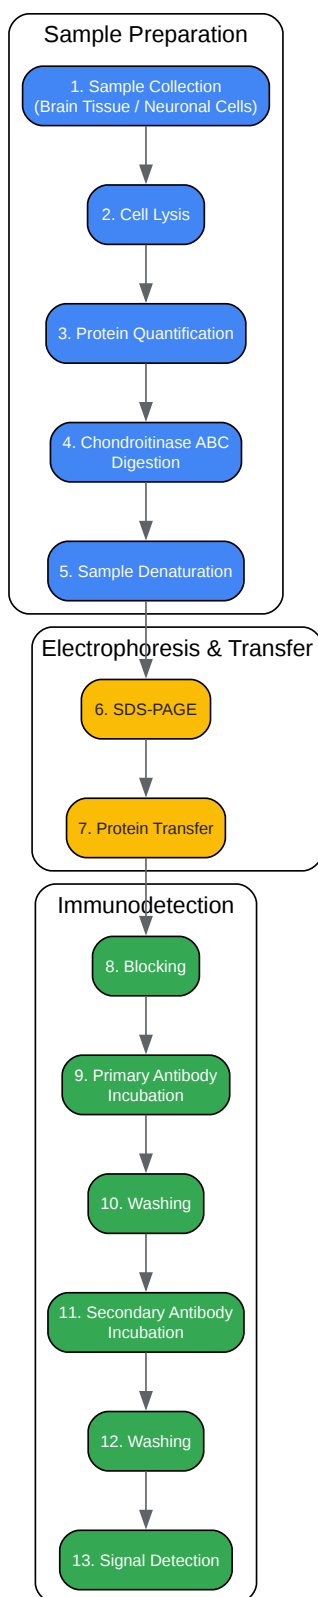 Sample Preparation
1. Sample Collection
(Brain Tissue / Neuronal Cells)
2. Cell Lysis
3. Protein Quantification
4. Chondroitinase ABC
Digestion
5. Sample Denaturation
Electrophoresis & Transfer
6. SDS-PAGE
7. Protein Transfer
Immunodetection
8. Blocking
9. Primary Antibody
Incubation
10. Washing
11. Secondary Antibody
Incubation
12. Washing
13. Signal Detection